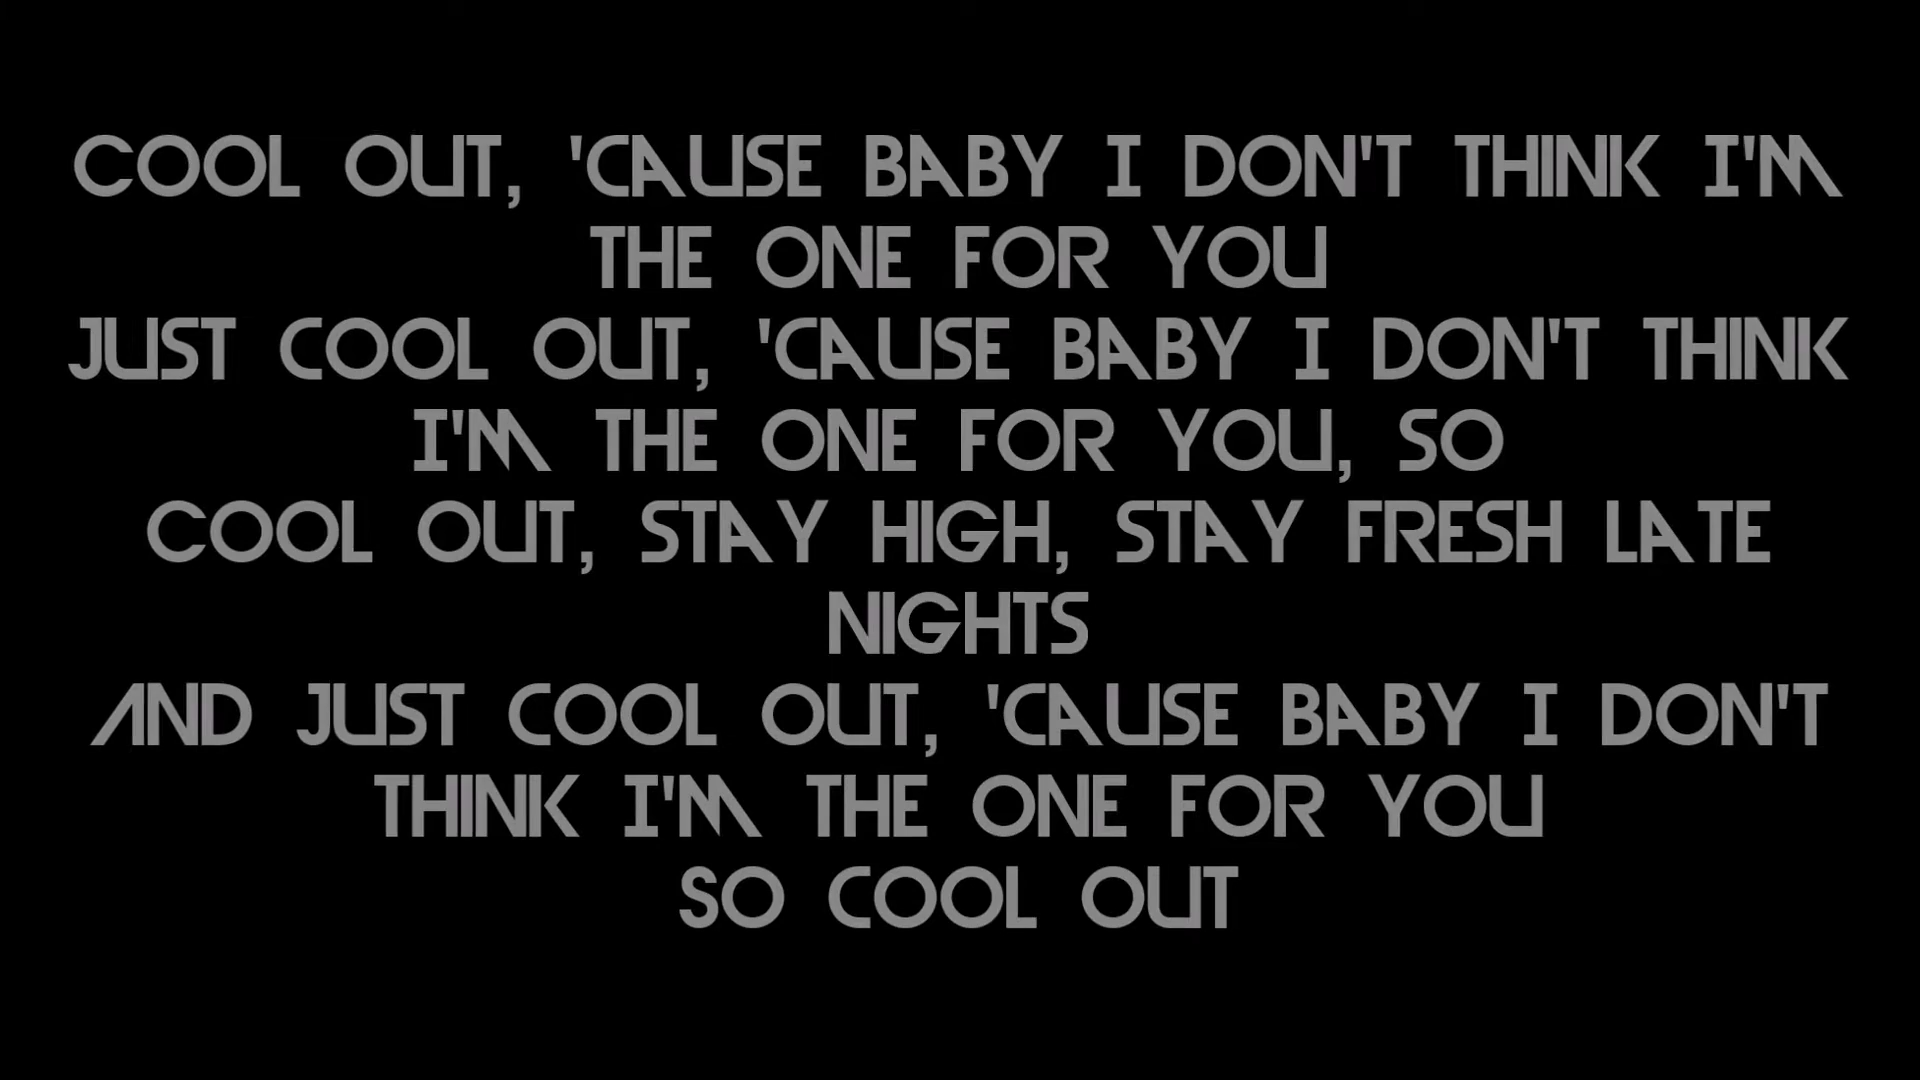 COOL OUT, 'CAUSE BABY I DON'T THINK I'M
THE ONE FOR YOU
JUST COOL OUT, 'CAUSE BABY I DON'T THINK
I'M THE ONE FOR YOU, SO
COOL OUT, STAY HIGH, STAY FRESH LATE
NIGHTS
AND JUST COOL OUT, 'CAUSE BABY I DON'T
THINK I'M THE ONE FOR YOU
SO COOL OUT